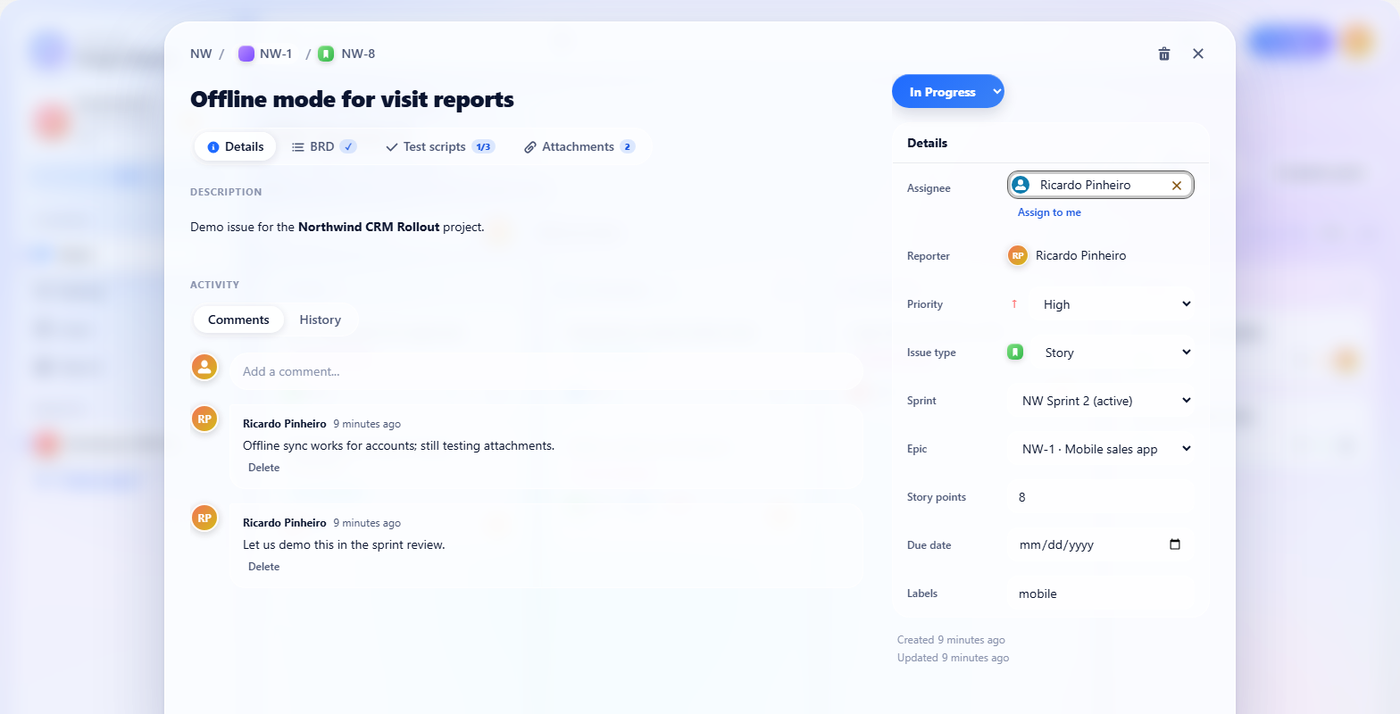 NW / NW-1 / NW-8
Offline mode for visit reports
Details BRD ✓ Test scripts 1/3 Attachments 2
DESCRIPTION
Demo issue for the Northwind CRM Rollout project.
ACTIVITY
Comments History
Add a comment...
RP Ricardo Pinheiro 9 minutes ago
Offline sync works for accounts; still testing attachments.
Delete
RP Ricardo Pinheiro 9 minutes ago
Let us demo this in the sprint review.
Delete
In Progress
Details
Assignee Ricardo Pinheiro
Assign to me
Reporter RP Ricardo Pinheiro
Priority ↑ High
Issue type Story
Sprint NW Sprint 2 (active)
Epic NW-1 · Mobile sales app
Story points 8
Due date mm/dd/yyyy
Labels mobile
Created 9 minutes ago
Updated 9 minutes ago